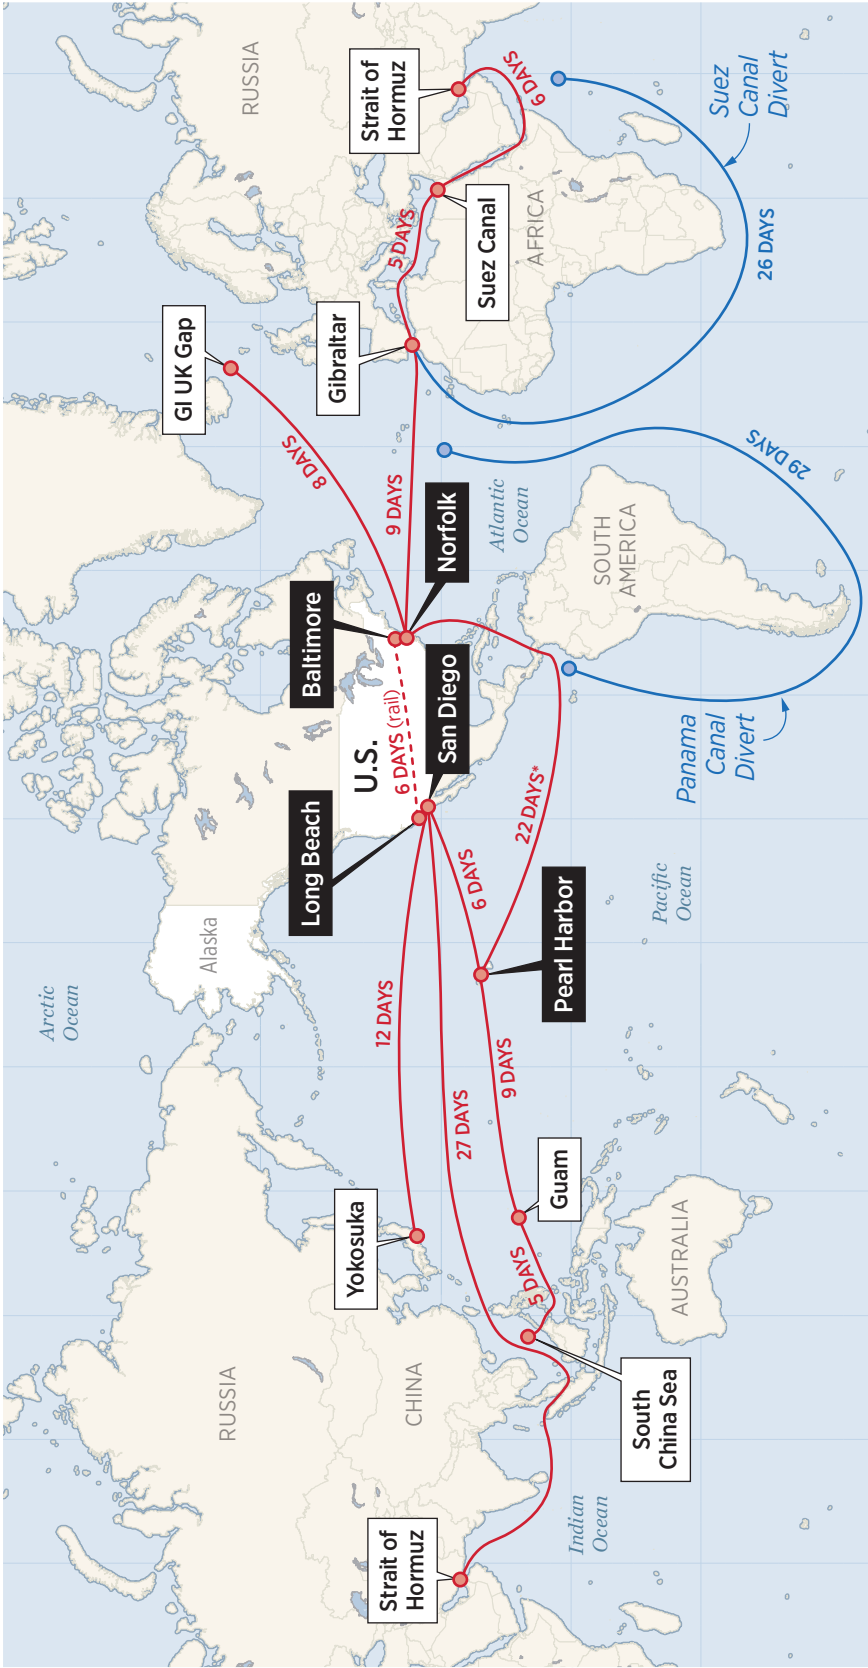 Arctic
Ocean
RUSSIA
Alaska
GI UK Gap
RUSSIA
Yokosuka
12 DAYS
Long Beach
Baltimore
8 DAYS
Gibraltar
Strait of
Hormuz
U.S.
6 DAYS (rail)
9 DAYS
5 DAYS
Strait of
Hormuz
CHINA
27 DAYS
San Diego
Norfolk
Suez Canal
6 DAYS
6 DAYS
9 DAYS
5 DAYS
Guam
22 DAYS*
Pearl Harbor
Atlantic
Ocean
AFRICA
Indian
Ocean
South
China Sea
AUSTRALIA
Pacific
Ocean
SOUTH
AMERICA
Panama
Canal
Divert
29 DAYS
26 DAYS
Suez
Canal
Divert